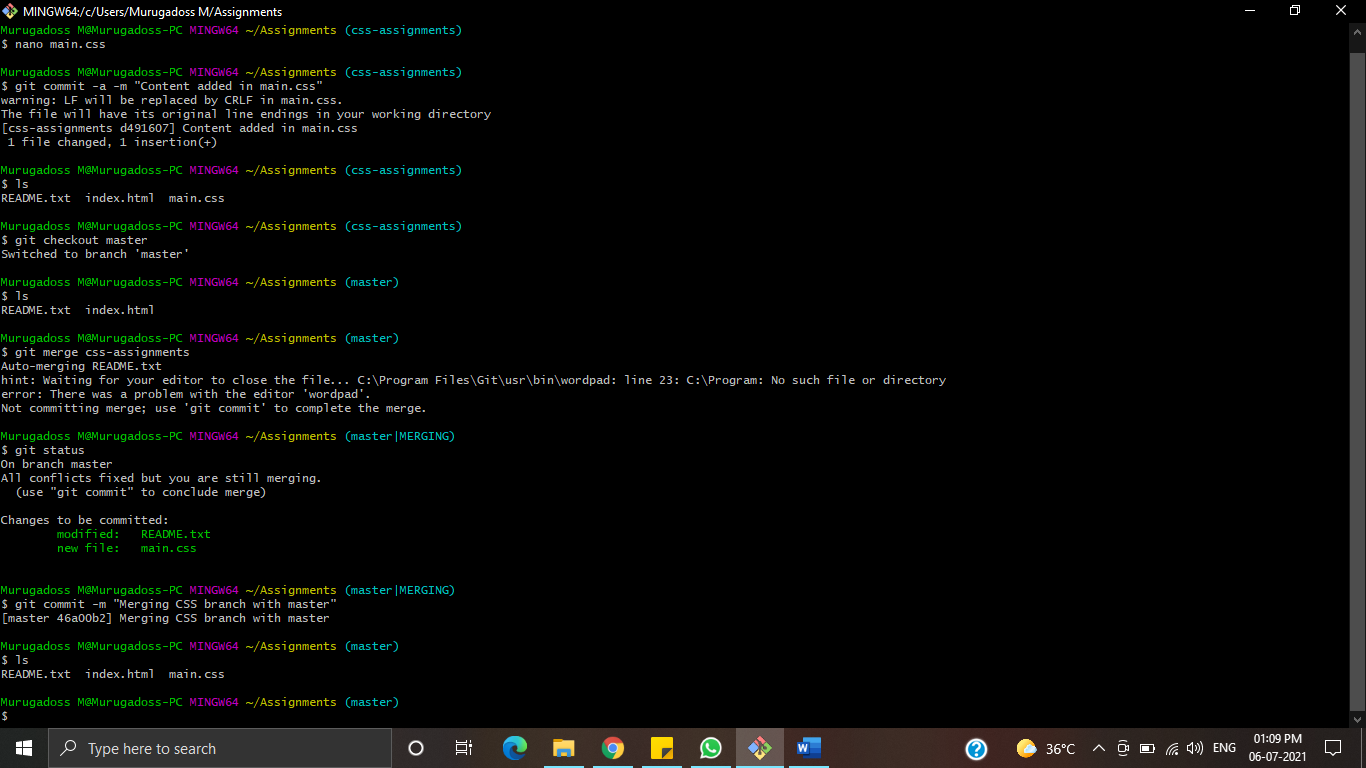 MINGW64:/c/Users/Murugadoss M/Assignments
Murugadoss M@Murugadoss-PC MINGW64 ~/Assignments (css-assignments)
$ nano main.css
Murugadoss M@Murugadoss-PC MINGW64 ~/Assignments (css-assignments)
$ git commit -a -m "Content added in main.css"
warning: LF will be replaced by CRLF in main.css.
The file will have its original line endings in your working directory
[css-assignments d491607] Content added in main.css
 1 file changed, 1 insertion(+)
Murugadoss M@Murugadoss-PC MINGW64 ~/Assignments (css-assignments)
$ ls
README.txt  index.html  main.css
Murugadoss M@Murugadoss-PC MINGW64 ~/Assignments (css-assignments)
$ git checkout master
Switched to branch 'master'
Murugadoss M@Murugadoss-PC MINGW64 ~/Assignments (master)
$ ls
README.txt  index.html
Murugadoss M@Murugadoss-PC MINGW64 ~/Assignments (master)
$ git merge css-assignments
Auto-merging README.txt
hint: Waiting for your editor to close the file... C:\Program Files\Git\usr\bin\wordpad: line 23: C:\Program: No such file or directory
error: There was a problem with the editor 'wordpad'.
Not committing merge; use 'git commit' to complete the merge.
Murugadoss M@Murugadoss-PC MINGW64 ~/Assignments (master|MERGING)
$ git status
On branch master
All conflicts fixed but you are still merging.
  (use "git commit" to conclude merge)
Changes to be committed:
        modified:   README.txt
        new file:   main.css
Murugadoss M@Murugadoss-PC MINGW64 ~/Assignments (master|MERGING)
$ git commit -m "Merging CSS branch with master"
[master 46a00b2] Merging CSS branch with master
Murugadoss M@Murugadoss-PC MINGW64 ~/Assignments (master)
$ ls
README.txt  index.html  main.css
Murugadoss M@Murugadoss-PC MINGW64 ~/Assignments (master)
$
Type here to search
36°C
ENG
01:09 PM
06-07-2021